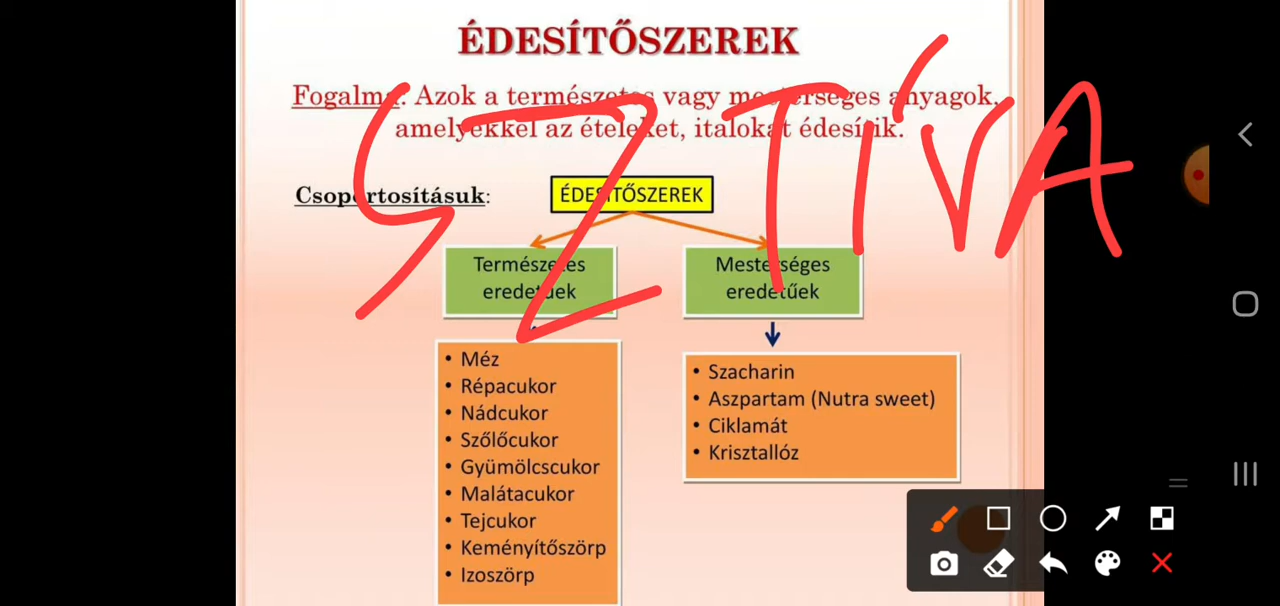 ÉDESÍTŐSZEREK
Fogalma: Azok a természetes vagy mesterséges anyagok,
amelyekkel az ételeket, italokat édesítik.
SZTÍVA
Csoportosításuk:
ÉDESÍTŐSZEREK
Természetes
eredetűek
• Méz
• Répacukor
• Nádcukor
• Szőlőcukor
• Gyümölcscukor
• Malátacukor
• Tejcukor
• Keményítőszörp
• Izoszörp
Mesterséges
eredetűek
• Szacharin
• Aszpartam (Nutra sweet)
• Ciklamát
• Krisztallóz